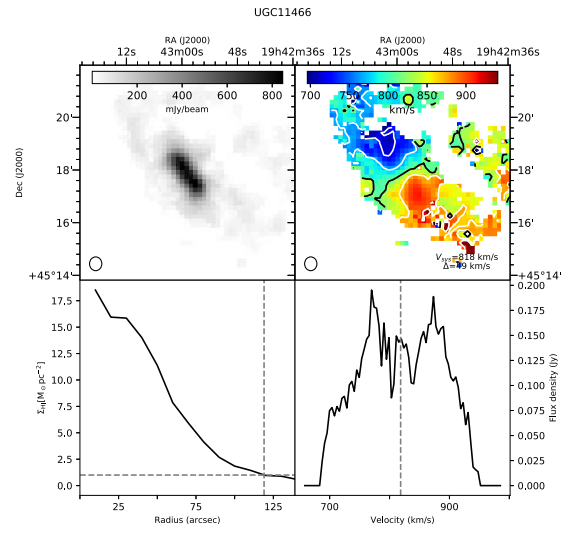 UGC11466
RA (J2000)
RA (J2000)
12s 43m00s 48s 19h42m36s
12s 43m00s 48s 19h42m36s
200 400 600 800
mJy/beam
700 750 800 850 900
km/s
Dec (J2000)
20'
18'
16'
+45°14'
20'
18'
16'
+45°14'
V_sys=818 km/s
Δ=49 km/s
Σ_HI[M_⊙pc⁻²]
17.5
15.0
12.5
10.0
7.5
5.0
2.5
0.0
25 75 125
Radius (arcsec)
0.200
0.175
0.150
0.125
0.100
0.075
0.050
0.025
0.000
Flux density (Jy)
700 900
Velocity (km/s)